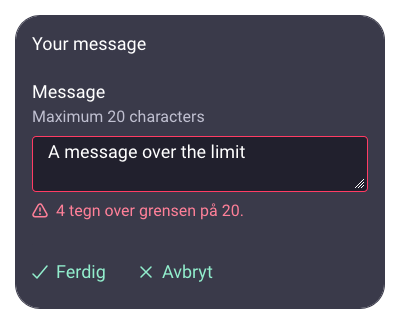 Your message
Message
Maximum 20 characters
A message over the limit
4 tegn over grensen på 20.
Ferdig Avbryt